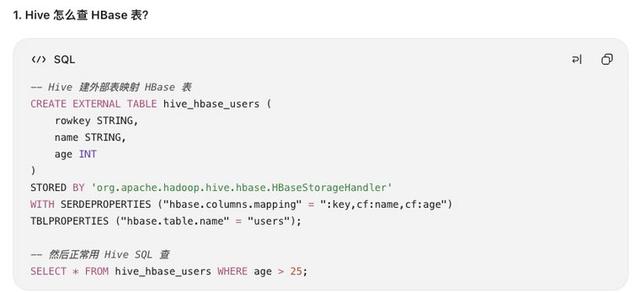 1. Hive 怎么查 HBase 表?
</> SQL
-- Hive 建外部表映射 HBase 表
CREATE EXTERNAL TABLE hive_hbase_users (
    rowkey STRING,
    name STRING,
    age INT
)
STORED BY 'org.apache.hadoop.hive.hbase.HBaseStorageHandler'
WITH SERDEPROPERTIES ("hbase.columns.mapping" = ":key,cf:name,cf:age")
TBLPROPERTIES ("hbase.table.name" = "users");
-- 然后正常用 Hive SQL 查
SELECT * FROM hive_hbase_users WHERE age > 25;